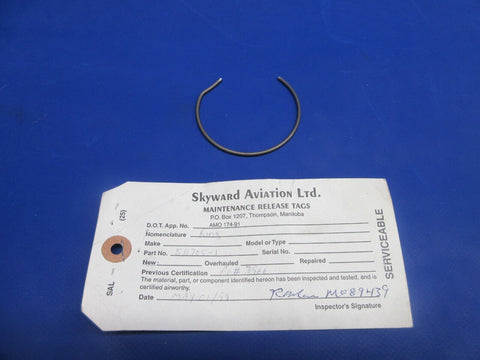 Skyward Aviation Ltd.
MAINTENANCE RELEASE TAGS
P.O. Box 1207, Thompson, Manitoba
D.O.T. App. No. AMO 174-91
Nomenclature Ring
Make Model or Type
Part No. Serial No.
New Overhauled Repaired
Previous Certification
The material, part, or component identified hereon has been inspected and tested, and is
certified airworthy.
Date M089439
Inspector's Signature
SERVICEABLE
SAL (25)